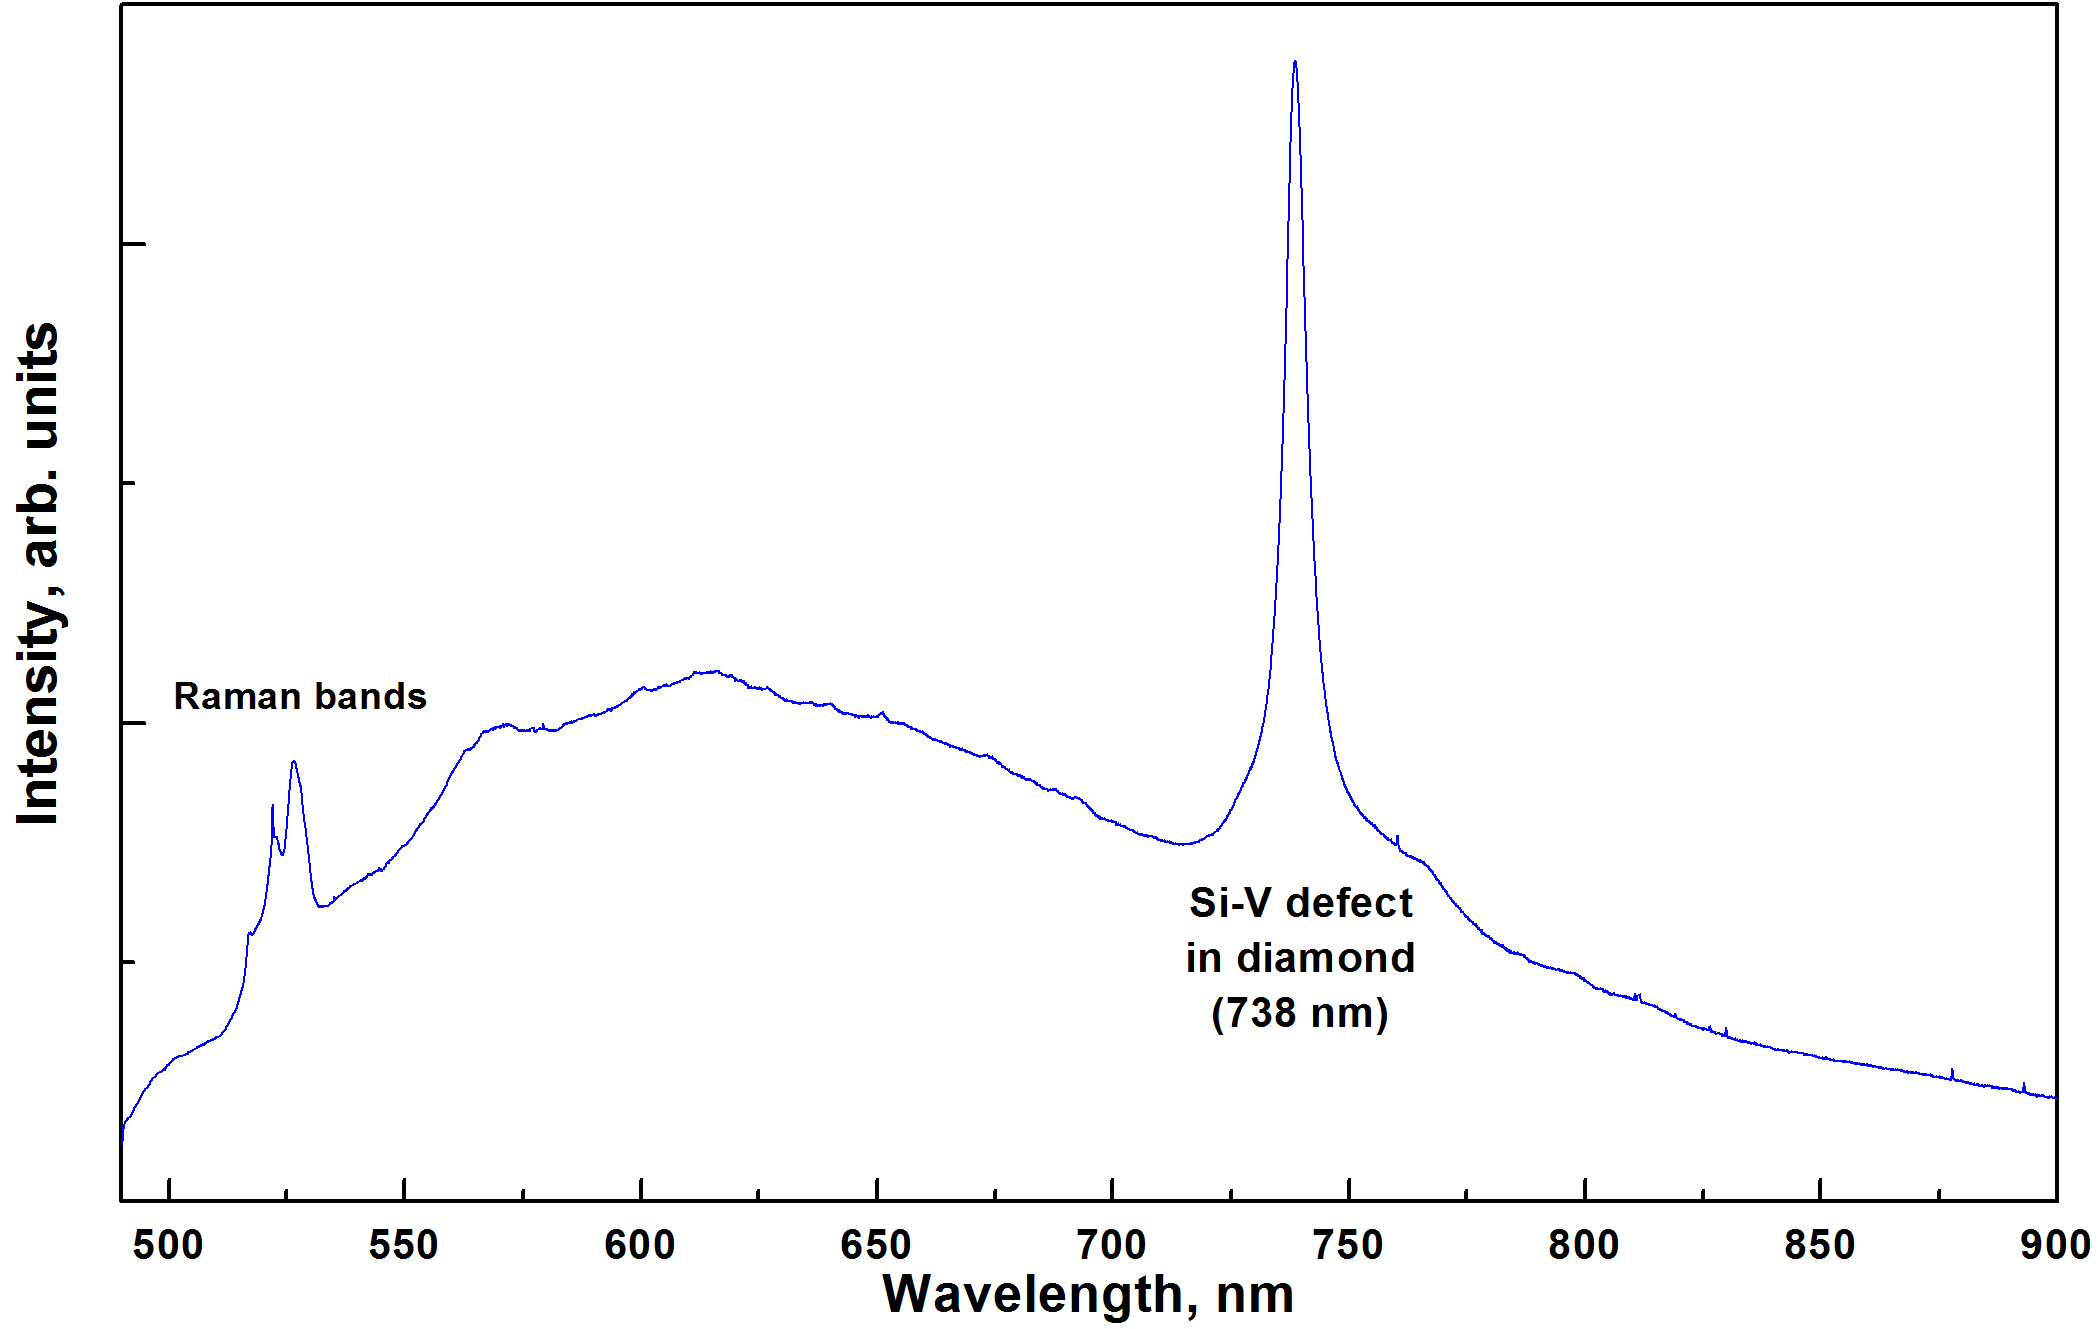 Intensity, arb. units
Raman bands
Si-V defect
in diamond
(738 nm)
500 550 600 650 700 750 800 850 900
Wavelength, nm